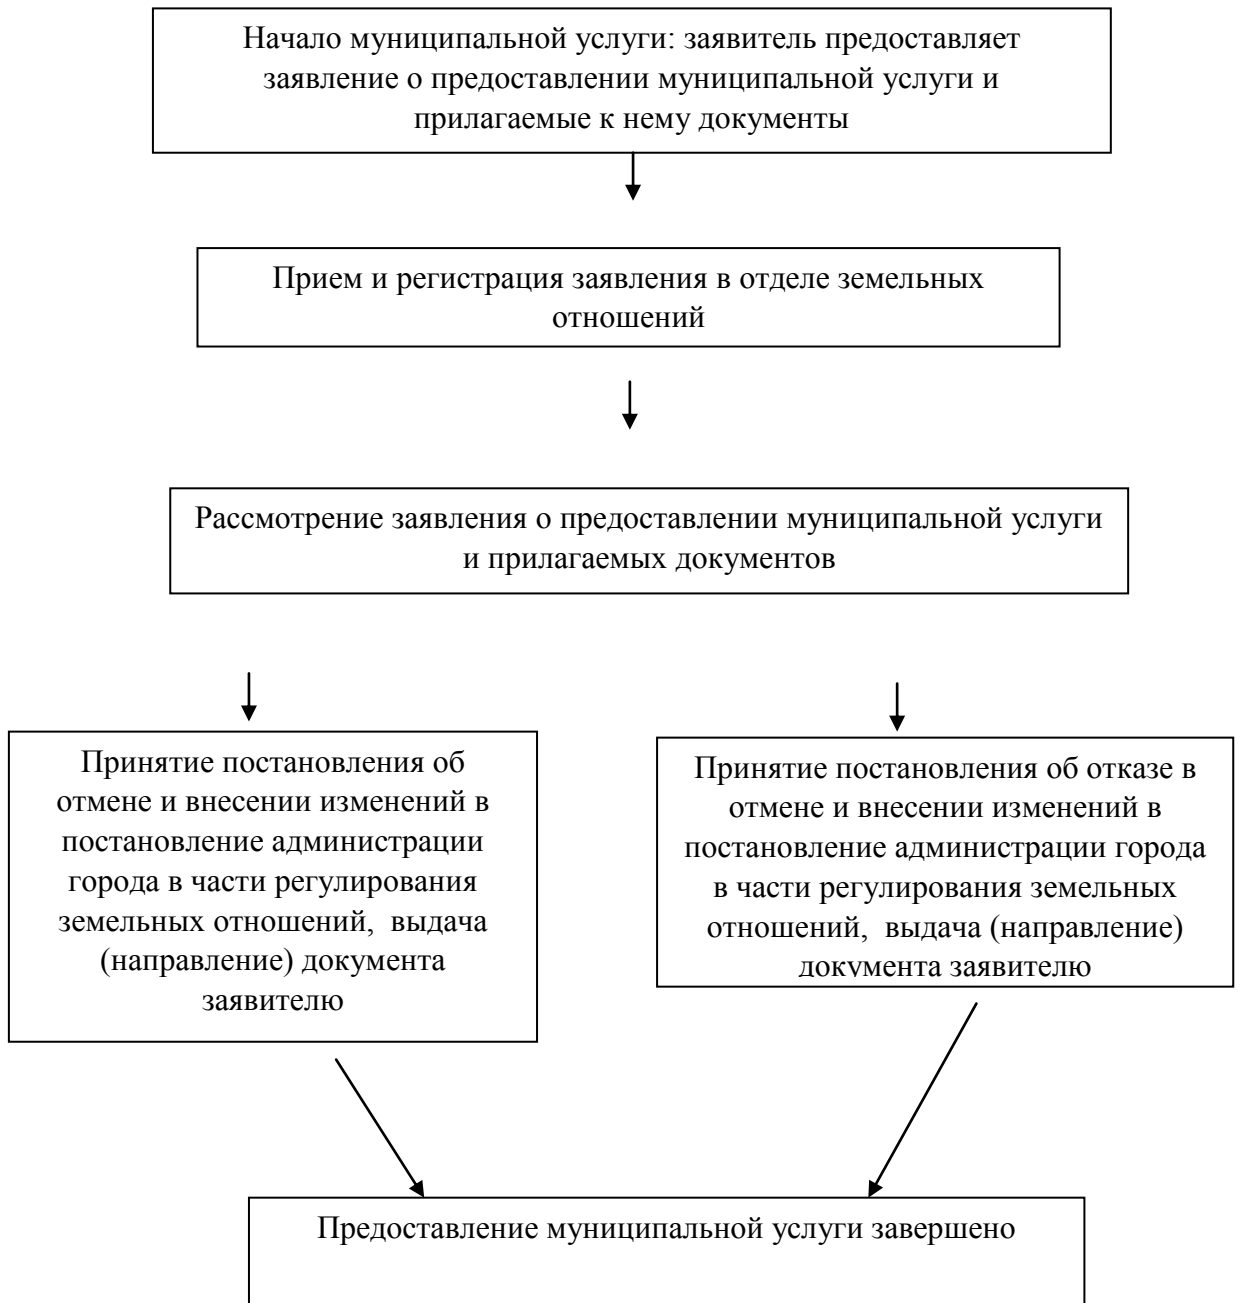 Начало муниципальной услуги: заявитель предоставляет
заявление о предоставлении муниципальной услуги и
прилагаемые к нему документы
Прием и регистрация заявления в отделе земельных
отношений
Рассмотрение заявления о предоставлении муниципальной услуги
и прилагаемых документов
Принятие постановления об
отмене и внесении изменений в
постановление администрации
города в части регулирования
земельных отношений,  выдача
(направление) документа
заявителю
Принятие постановления об отказе в
отмене и внесении изменений в
постановление администрации города
в части регулирования земельных
отношений,  выдача (направление)
документа заявителю
Предоставление муниципальной услуги завершено